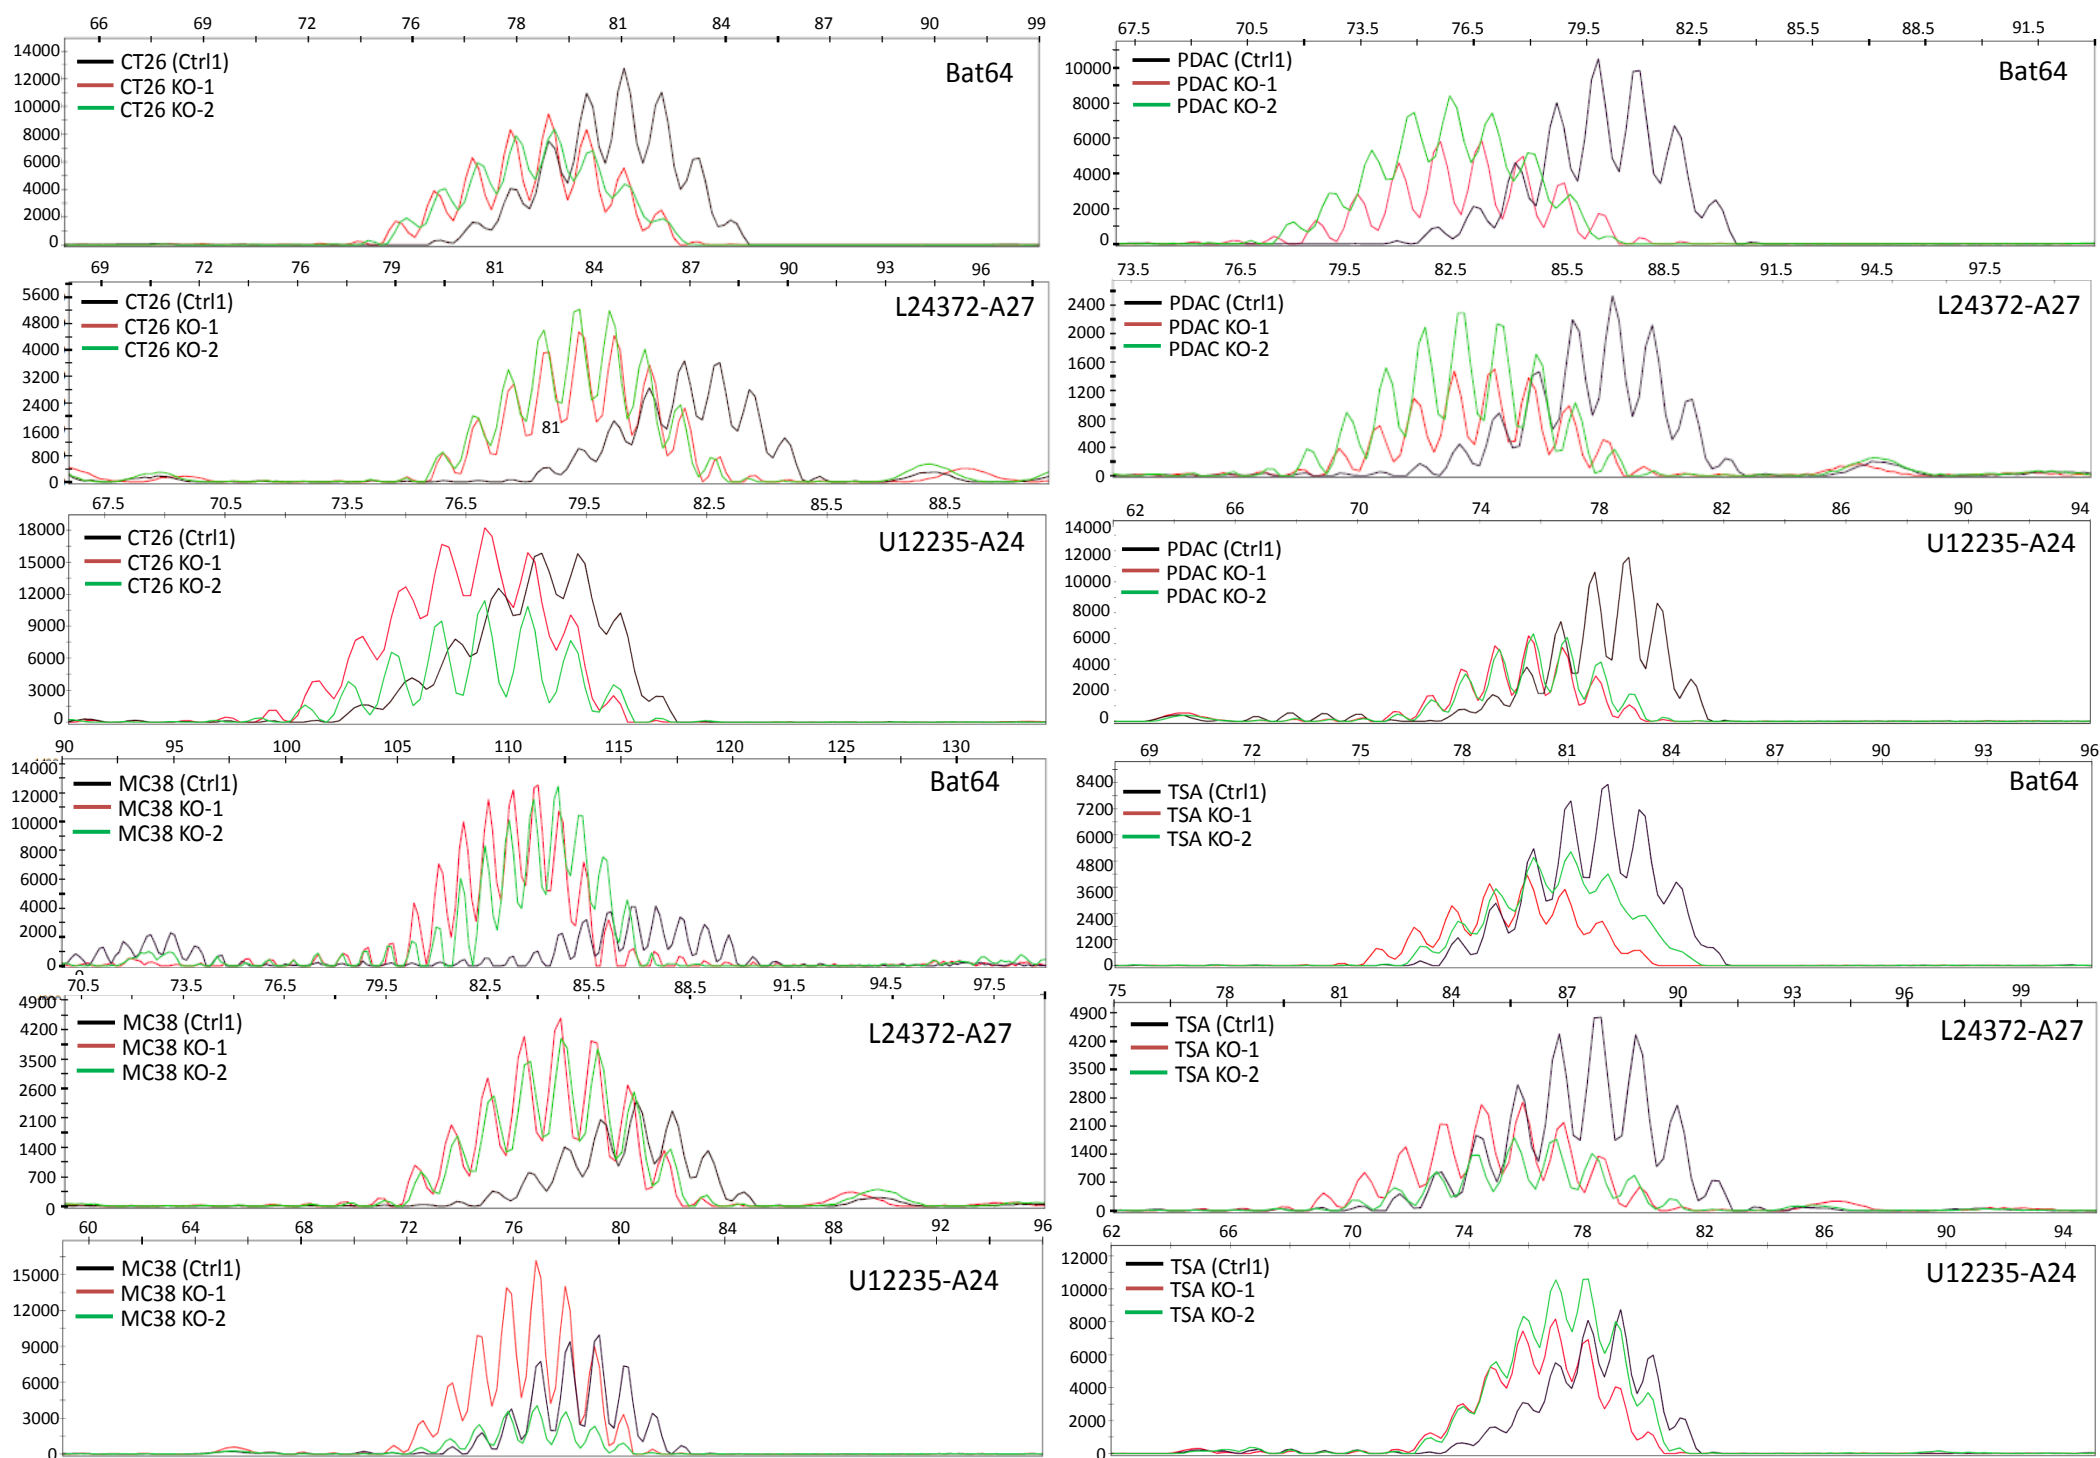 66 69 72 76 78 81 84 87 90 99
14000
12000
10000
8000
6000
4000
2000
0
CT26 (Ctrl1)
CT26 KO-1
CT26 KO-2
Bat64
69 72 76 79 81 84 87 90 93 96
5600
4800
4000
3200
2400
1600
800
0
CT26 (Ctrl1)
CT26 KO-1
CT26 KO-2
L24372-A27
81
67.5 70.5 73.5 76.5 79.5 82.5 85.5 88.5
18000
15000
12000
9000
6000
3000
0
CT26 (Ctrl1)
CT26 KO-1
CT26 KO-2
U12235-A24
90 95 100 105 110 115 120 125 130
14000
12000
10000
8000
6000
4000
2000
0
MC38 (Ctrl1)
MC38 KO-1
MC38 KO-2
Bat64
70.5 73.5 76.5 79.5 82.5 85.5 88.5 91.5 94.5 97.5
4900
4200
3500
2600
2100
1400
700
0
MC38 (Ctrl1)
MC38 KO-1
MC38 KO-2
L24372-A27
60 64 68 72 76 80 84 88 92 96
15000
12000
9000
6000
3000
0
MC38 (Ctrl1)
MC38 KO-1
MC38 KO-2
U12235-A24
67.5 70.5 73.5 76.5 79.5 82.5 85.5 88.5 91.5
10000
8000
6000
4000
2000
0
PDAC (Ctrl1)
PDAC KO-1
PDAC KO-2
Bat64
73.5 76.5 79.5 82.5 85.5 88.5 91.5 94.5 97.5
2400
2000
1600
1200
800
400
0
PDAC (Ctrl1)
PDAC KO-1
PDAC KO-2
L24372-A27
62 66 70 74 78 82 86 90 94
14000
12000
10000
8000
6000
4000
2000
0
PDAC (Ctrl1)
PDAC KO-1
PDAC KO-2
U12235-A24
69 72 75 78 81 84 87 90 96
8400
7200
6000
4800
3600
2400
1200
0
TSA (Ctrl1)
TSA KO-1
TSA KO-2
Bat64
75 78 81 84 87 90 93 96 99
4900
4200
3500
2800
2100
1400
700
0
TSA (Ctrl1)
TSA KO-1
TSA KO-2
L24372-A27
62 66 70 74 78 82 86 90 94
12000
10000
8000
6000
4000
2000
0
TSA (Ctrl1)
TSA KO-1
TSA KO-2
U12235-A24